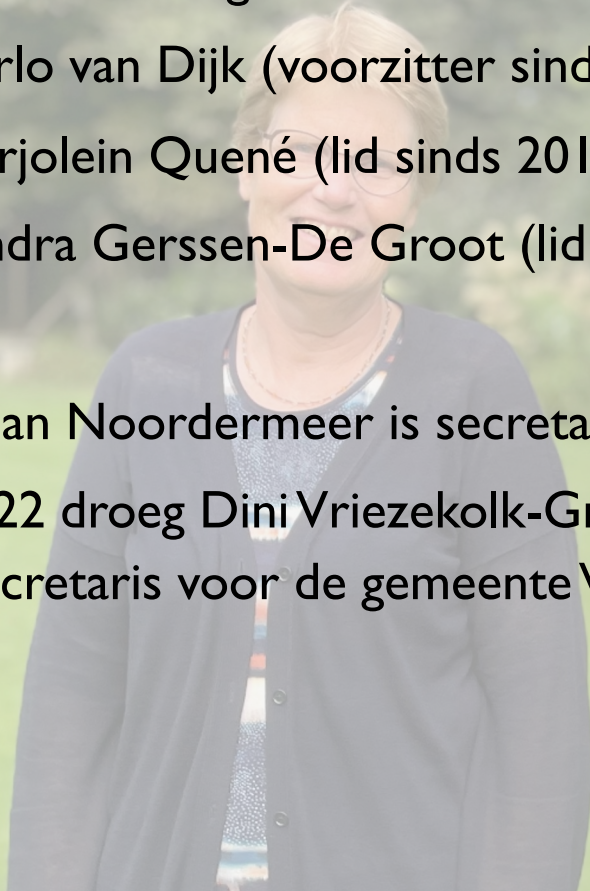 rlo van Dijk (voorzitter sind
rjolein Quené (lid sinds 201
ndra Gerssen-De Groot (lid
an Noordermeer is secreta
22 droeg Dini Vriezekolk-Gr
cretaris voor de gemeente V